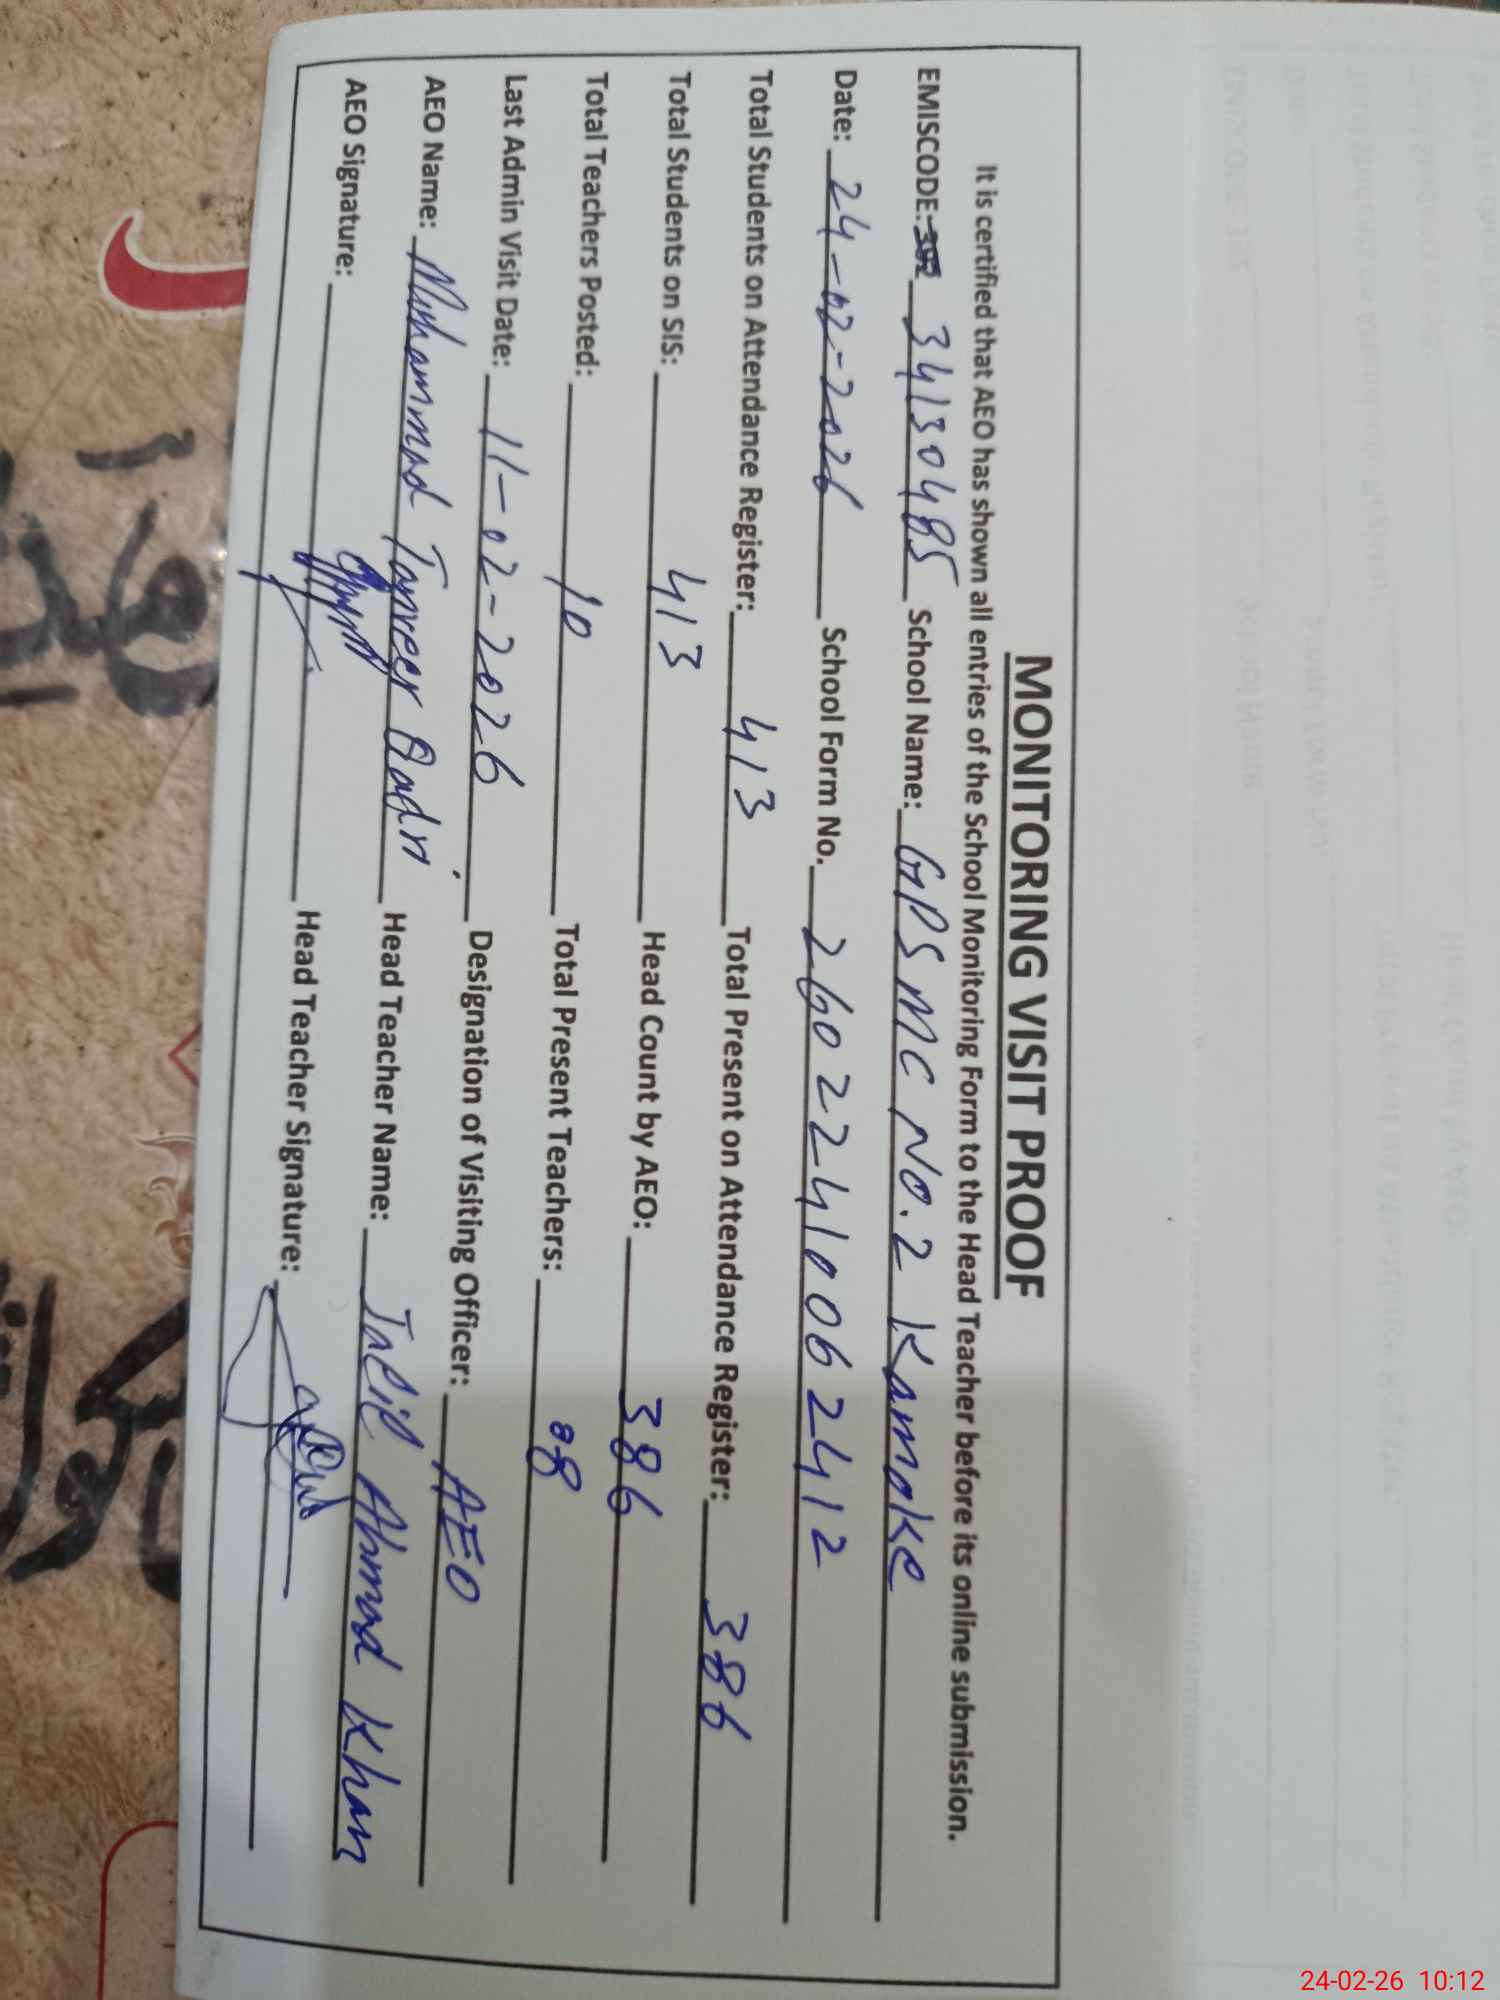 MONITORING VISIT PROOF
It is certified that AEO has shown all entries of the School Monitoring Form to the Head Teacher before its online submission.
EMISCODE: 34130485 School Name: GPS MC No. 2 Kamoke
Date: 24-02-2026 School Form No. 26022410062412
Total Students on Attendance Register: 413 Total Present on Attendance Register: 386
Total Students on SIS: 413 Head Count by AEO: 386
Total Teachers Posted: 10 Total Present Teachers: 08
Last Admin Visit Date: 11-02-2026 Designation of Visiting Officer: AEO
AEO Name: Muhammad Tanveer Qadri Head Teacher Name: Ahmad Khan
AEO Signature: Head Teacher Signature:
24-02-26 10:12